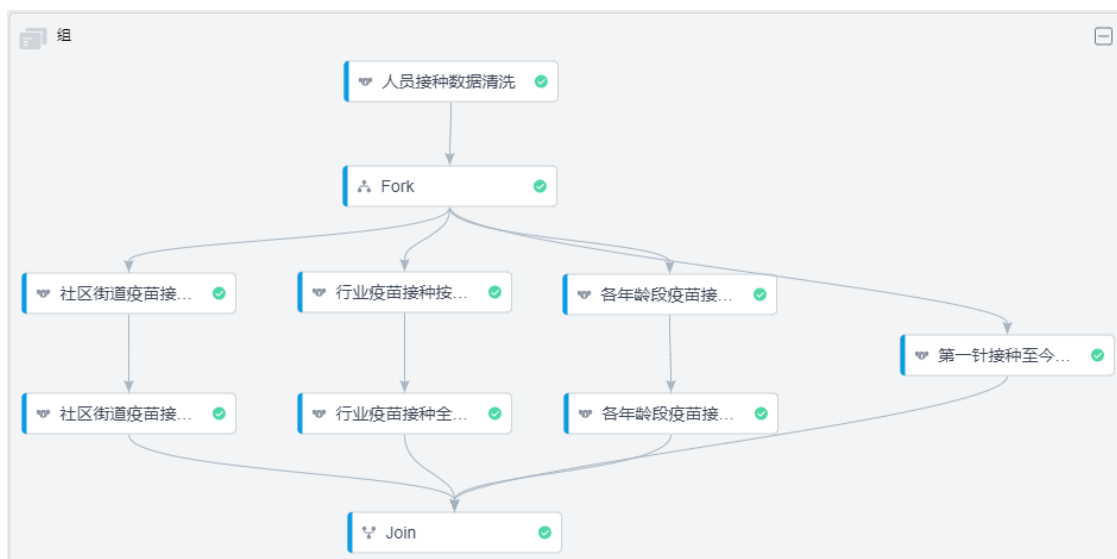 组
人员接种数据清洗
Fork
社区街道疫苗接...
行业疫苗接种按...
各年龄段疫苗接...
第一针接种至今...
社区街道疫苗接...
行业疫苗接种全...
各年龄段疫苗接...
Join